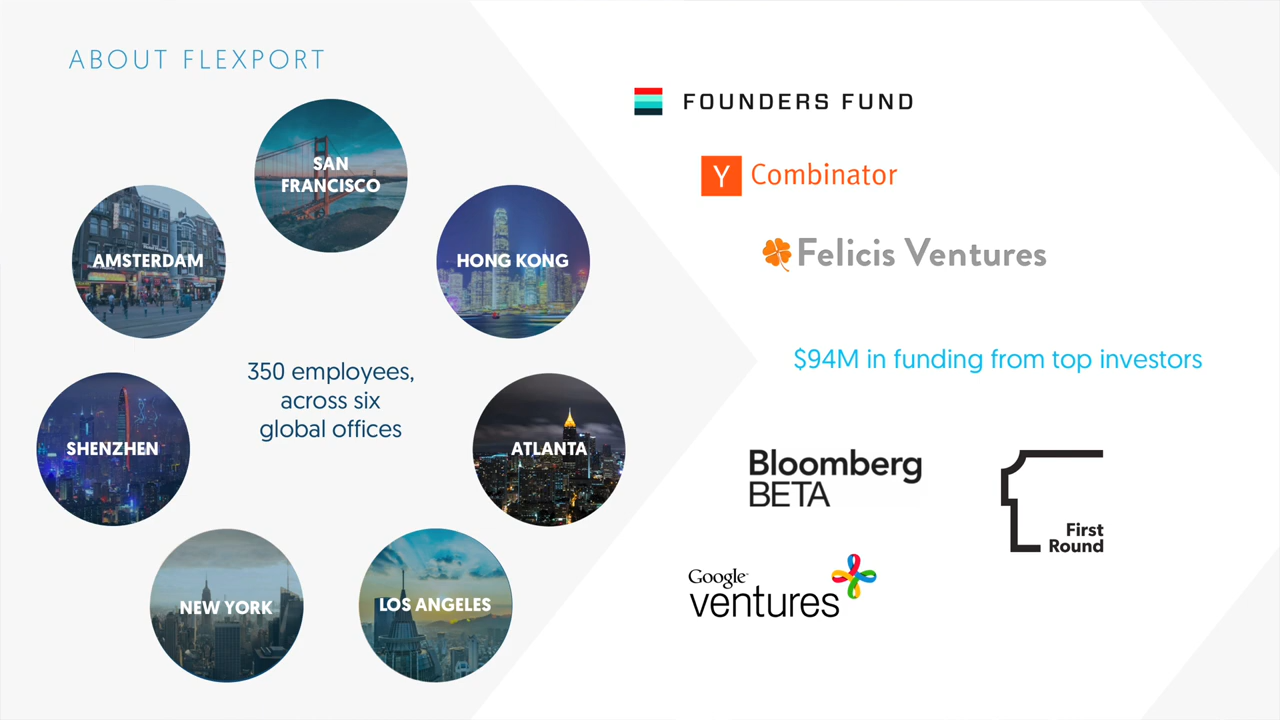 ABOUT FLEXPORT
SAN
FRANCISCO
AMSTERDAM
HONG KONG
350 employees,
across six
global offices
SHENZHEN
ATLANTA
NEW YORK
LOS ANGELES
FOUNDERS FUND
Y Combinator
Felicis Ventures
$94M in funding from top investors
Bloomberg
BETA
First
Round
Google
ventures